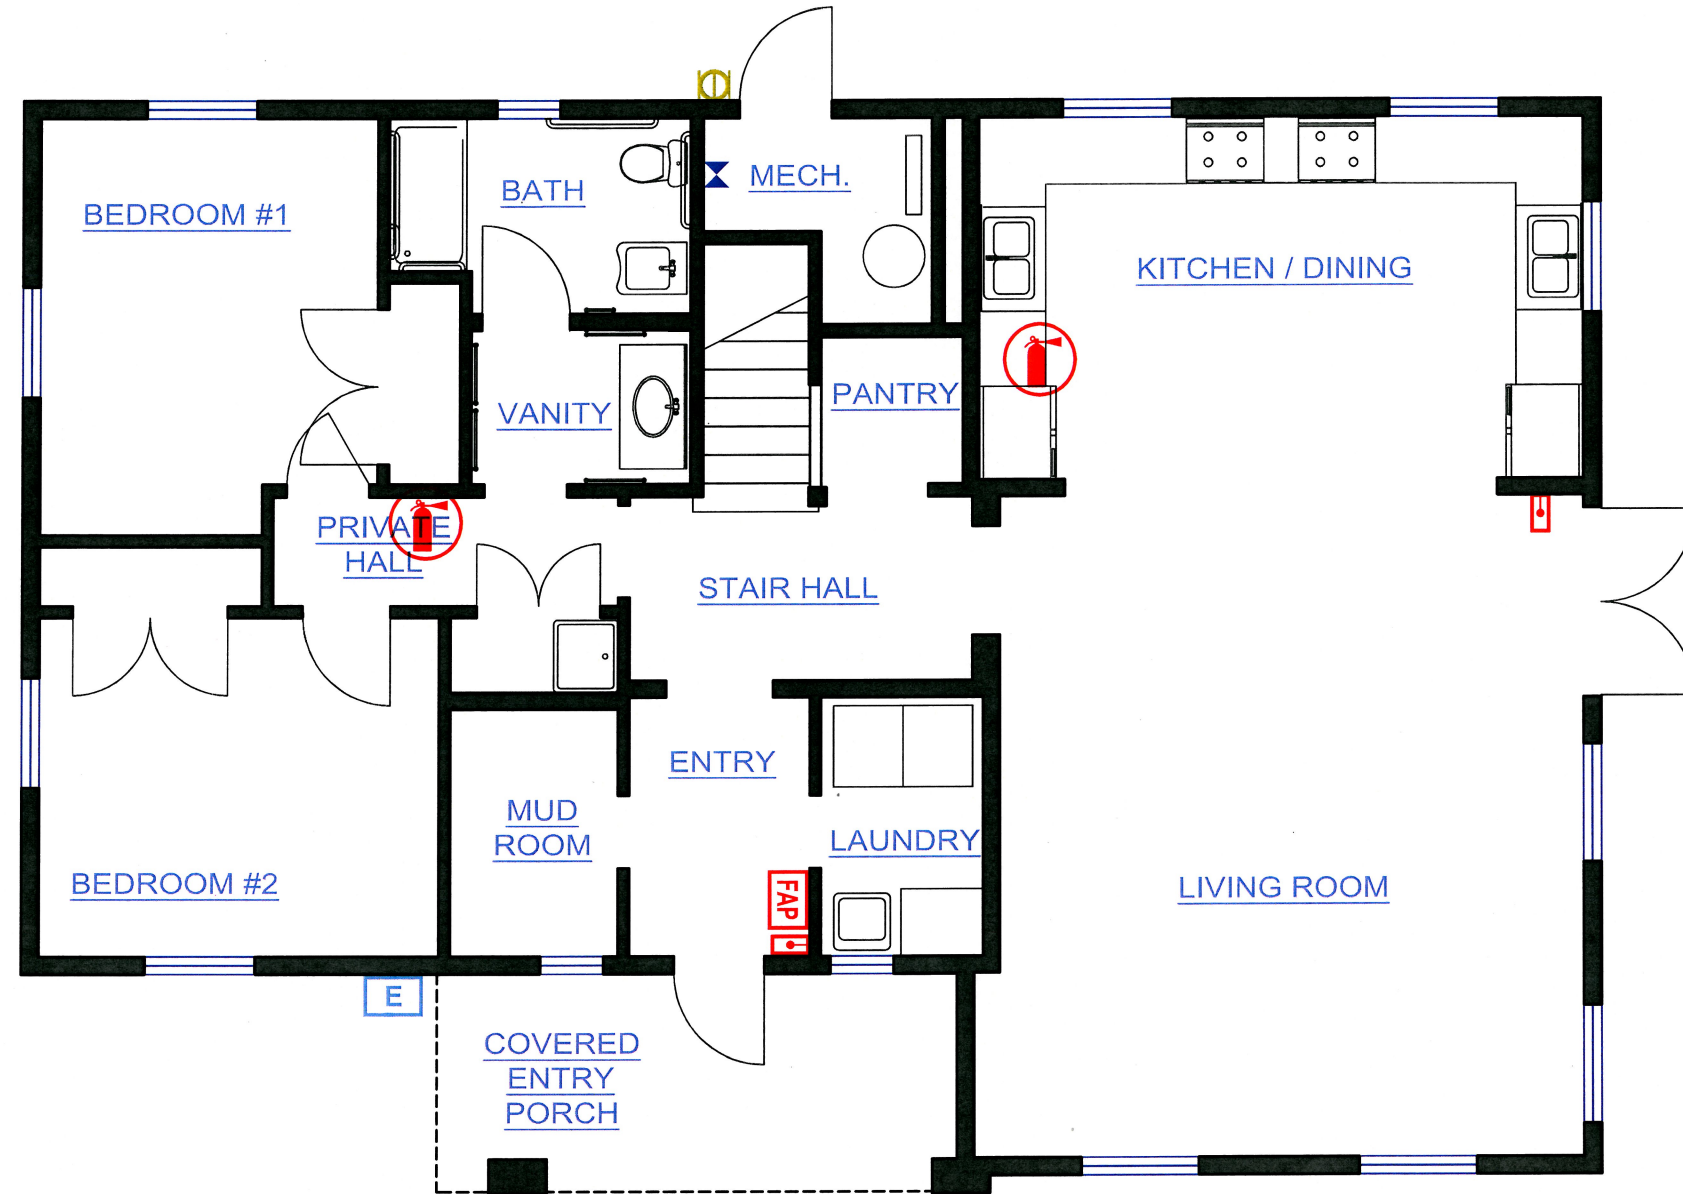 BEDROOM #1
BATH
MECH.
KITCHEN / DINING
VANITY
PANTRY
PRIVATE
HALL
STAIR HALL
ENTRY
MUD
ROOM
LAUNDRY
BEDROOM #2
FAP
LIVING ROOM
E
COVERED
ENTRY
PORCH